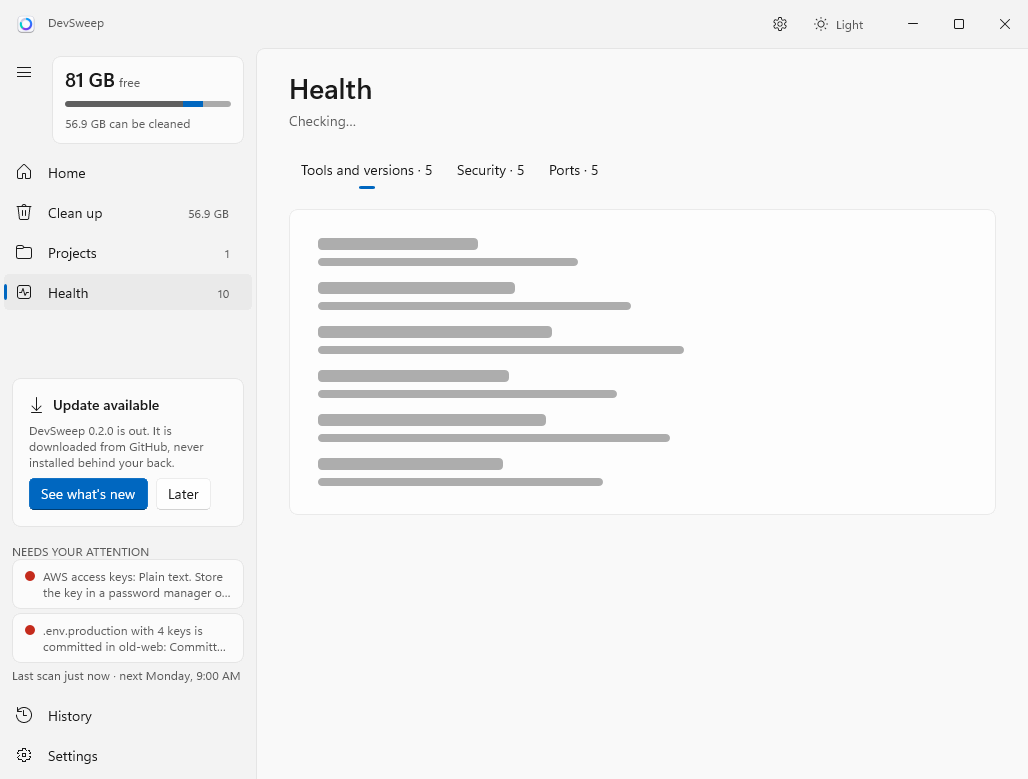 DevSweep
Light
81 GB free
56.9 GB can be cleaned
Home
Clean up 56.9 GB
Projects 1
Health 10
Update available
DevSweep 0.2.0 is out. It is
downloaded from GitHub, never
installed behind your back.
See what's new
Later
NEEDS YOUR ATTENTION
AWS access keys: Plain text. Store
the key in a password manager o...
.env.production with 4 keys is
committed in old-web: Committ...
Last scan just now · next Monday, 9:00 AM
History
Settings
Health
Checking...
Tools and versions · 5
Security · 5
Ports · 5